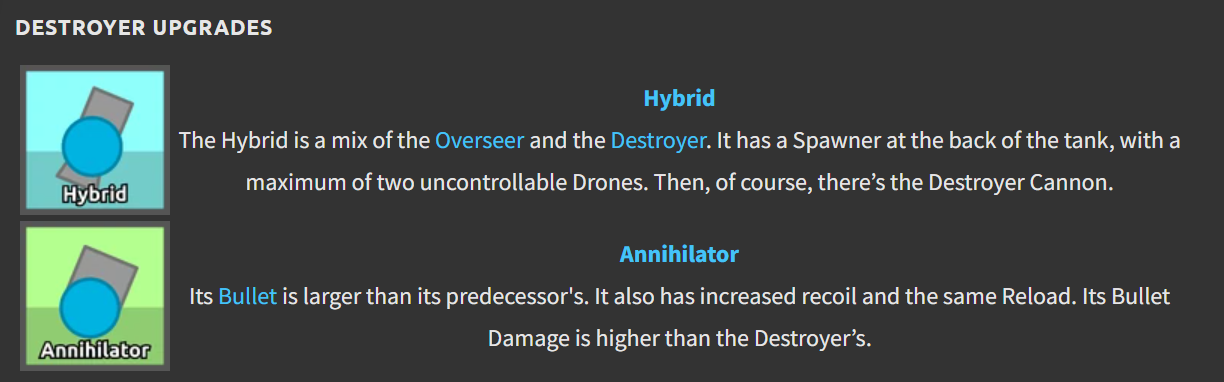 DESTROYER UPGRADES
Hybrid
The Hybrid is a mix of the Overseer and the Destroyer. It has a Spawner at the back of the tank, with a
maximum of two uncontrollable Drones. Then, of course, there’s the Destroyer Cannon.
Hybrid
Annihilator
Its Bullet is larger than its predecessor's. It also has increased recoil and the same Reload. Its Bullet
Damage is higher than the Destroyer’s.
Annihilator